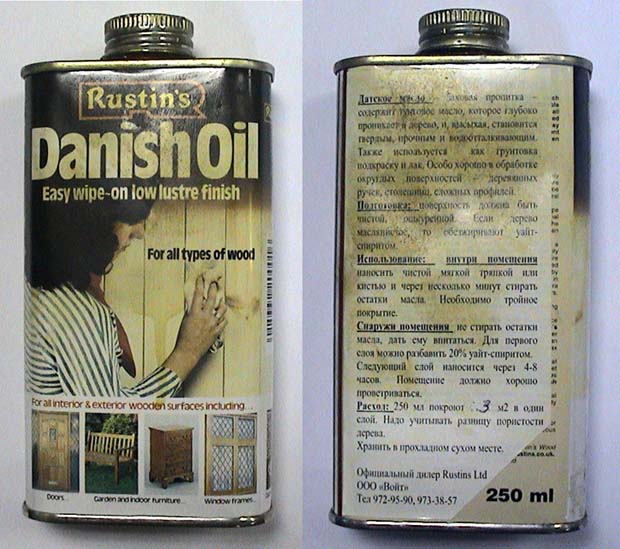 Rustin's
Danish Oil
Easy wipe-on low lustre finish
For all types of wood
For all interior & exterior wooden surfaces including...
Doors...
Garden and indoor furniture...
Window frames...
Датское масло – лаковая пропитка –
содержит тунговое масло, которое глубоко
проникает в дерево, и, высыхая, становится
твердым, прочным и водоотталкивающим.
Также используется как грунтовка
подкраску и лак. Особо хорошо в обработке
округлых поверхностей – деревянных
ручек, столешниц, сложных профилей.
Подготовка: поверхность должна быть
чистой, ошкуренной. Если дерево
маслянистое, то обезжиривают уайт-
спиритом.
Использование: внутри помещения
наносить чистой мягкой тряпкой или
кистью и через несколько минут стирать
остатки масла. Необходимо тройное
покрытие.
Снаружи помещения не стирать остатки
масла, дать ему впитаться. Для первого
слоя можно разбавить 20% уайт-спиритом.
Следующий слой наносится через 4-8
часов. Помещение должно хорошо
проветриваться.
Расход: 250 мл покроют 3 м2 в один
слой. Надо учитывать разницу пористости
дерева.
Хранить в прохладном сухом месте.
Официальный дилер Rustins Ltd
ООО «Войт»
Тел 972-95-90, 973-38-57
250 ml